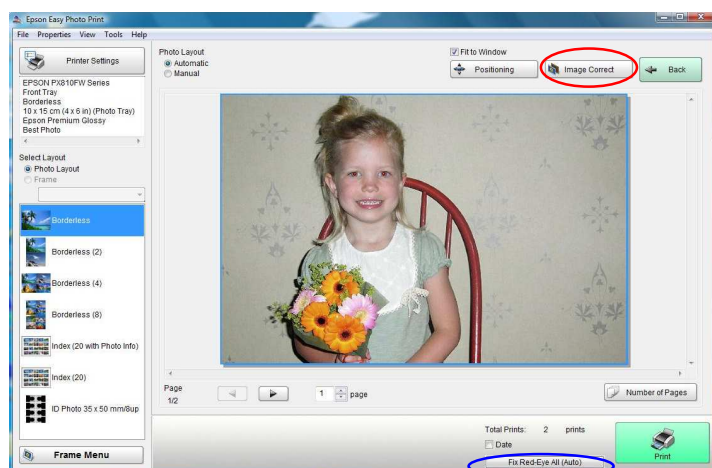 Epson Easy Photo Print
File Properties View Tools Help
Printer Settings
EPSON PX810FW Series
Front Tray
Borderless
10 x 15 cm (4 x 6 in) (Photo Tray)
Epson Premium Glossy
Best Photo
Select Layout
Photo Layout
Frame
Borderless
Borderless (2)
Borderless (4)
Borderless (8)
Index (20 with Photo Info)
Index (20)
ID Photo 35 x 50 mm/8up
Frame Menu
Photo Layout
Automatic
Manual
Fit to Window
Positioning
Image Correct
Back
Page
1/2
1
page
Number of Pages
Total Prints: 2 prints
Date
Fix Red-Eye All (Auto)
Print